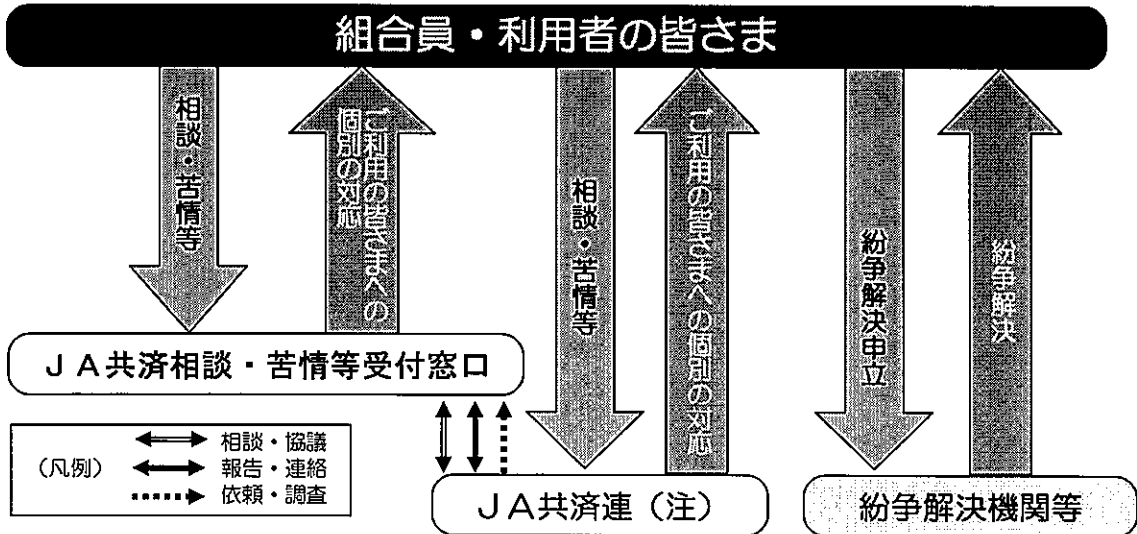 組合員・利用者の皆さま
相談・苦情等
ご利用の皆さまへの
個別の対応
相談・苦情等
ご利用の皆さまへの個別の対応
紛争解決申立
紛争解決
ＪＡ共済相談・苦情等受付窓口
（凡例）
相談・協議
報告・連絡
依頼・調査
ＪＡ共済連（注）
紛争解決機関等